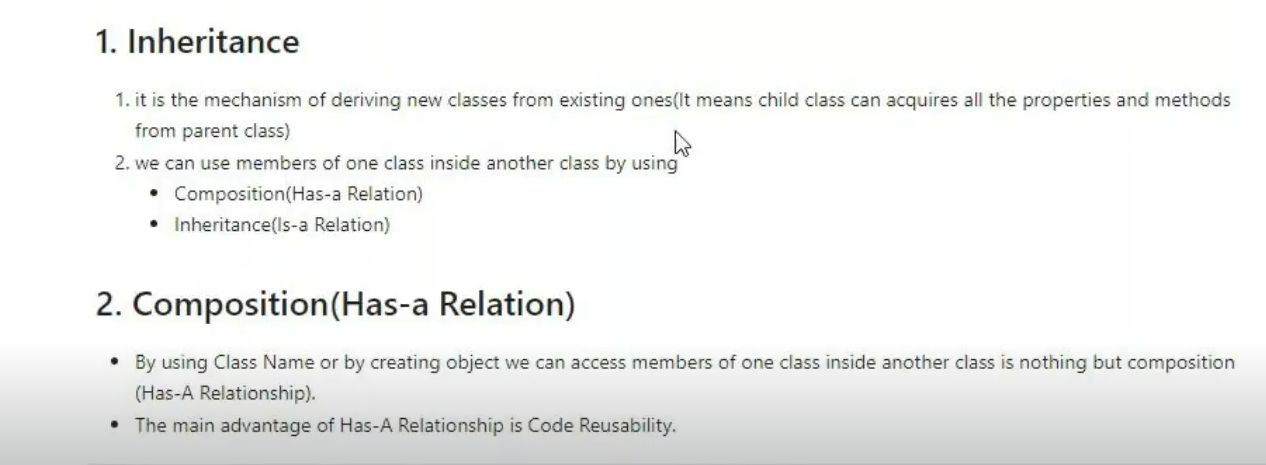 1. Inheritance
1. it is the mechanism of deriving new classes from existing ones(It means child class can acquires all the properties and methods
from parent class)
2. we can use members of one class inside another class by using
• Composition(Has-a Relation)
• Inheritance(Is-a Relation)
2. Composition(Has-a Relation)
• By using Class Name or by creating object we can access members of one class inside another class is nothing but composition
(Has-A Relationship).
• The main advantage of Has-A Relationship is Code Reusability.